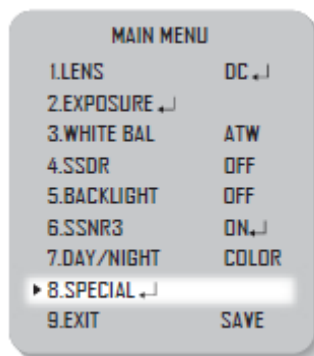 MAIN MENU
1.LENS DC ↵
2.EXPOSURE ↵
3.WHITE BAL ATW
4.SSDR OFF
5.BACKLIGHT OFF
6.SSNR3 ON↵
7.DAY/NIGHT COLOR
▶ 8.SPECIAL ↵
9.EXIT SAVE